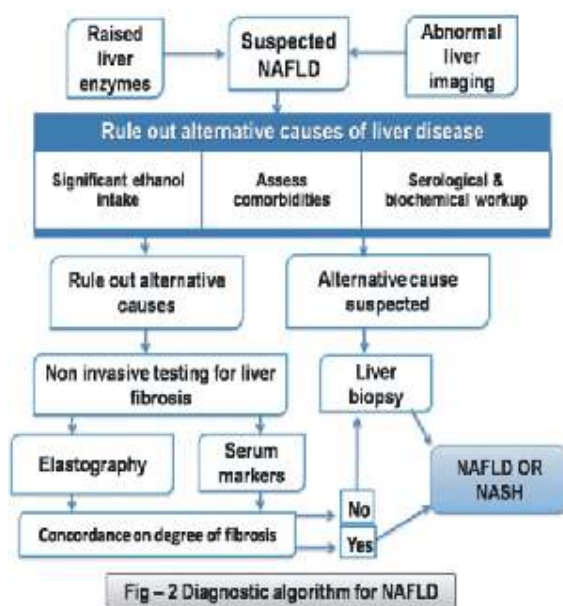 Raised
liver
enzymes
Suspected
NAFLD
Abnormal
liver
imaging
Rule out alternative causes of liver disease
Significant ethanol
intake
Assess
comorbidities
Serological &
biochemical workup
Rule out alternative
causes
Alternative cause
suspected
Non invasive testing for liver
fibrosis
Liver
biopsy
Elastography
Serum
markers
NAFLD OR
NASH
No
Concordance on degree of fibrosis
Yes
Fig – 2 Diagnostic algorithm for NAFLD